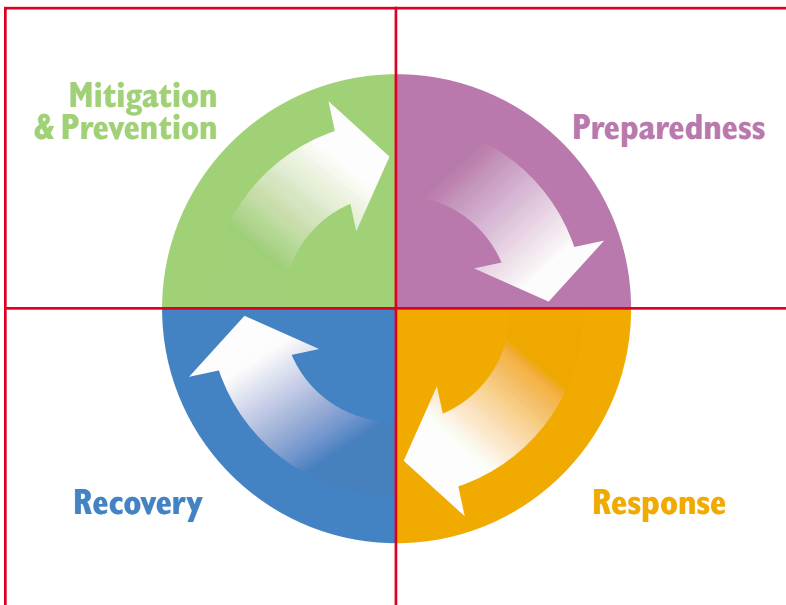 Mitigation
& Prevention
Preparedness
Recovery
Response